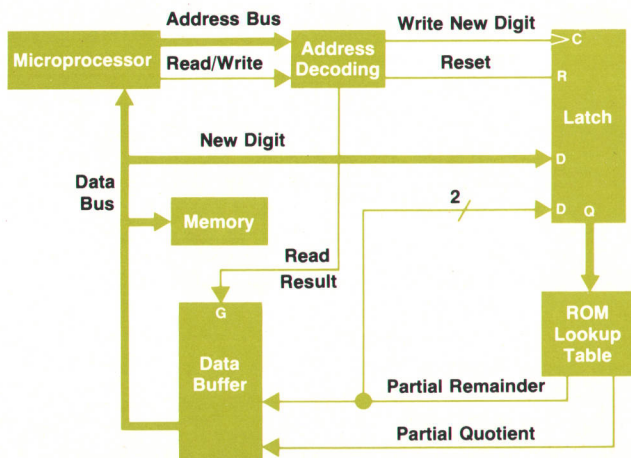 Address Bus
Write New Digit
Microprocessor
Address
Decoding
C
Read/Write
Reset
R
Latch
New Digit
D
Data
Bus
2
D
Q
Memory
Read
Result
G
ROM
Lookup
Table
Data
Buffer
Partial Remainder
Partial Quotient